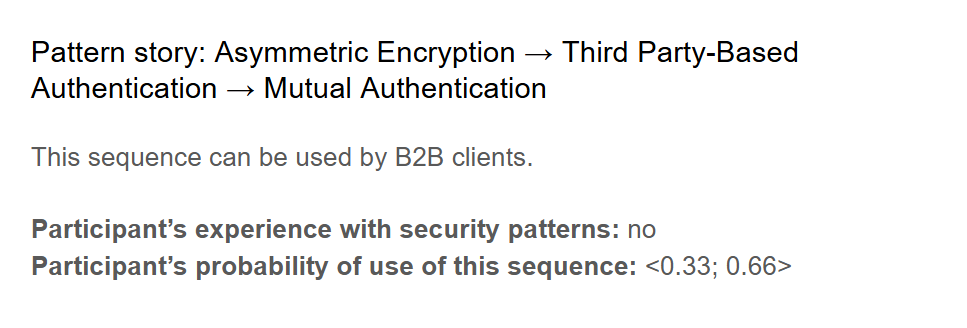 Pattern story: Asymmetric Encryption → Third Party-Based
Authentication → Mutual Authentication
This sequence can be used by B2B clients.
Participant’s experience with security patterns: no
Participant’s probability of use of this sequence: <0.33; 0.66>